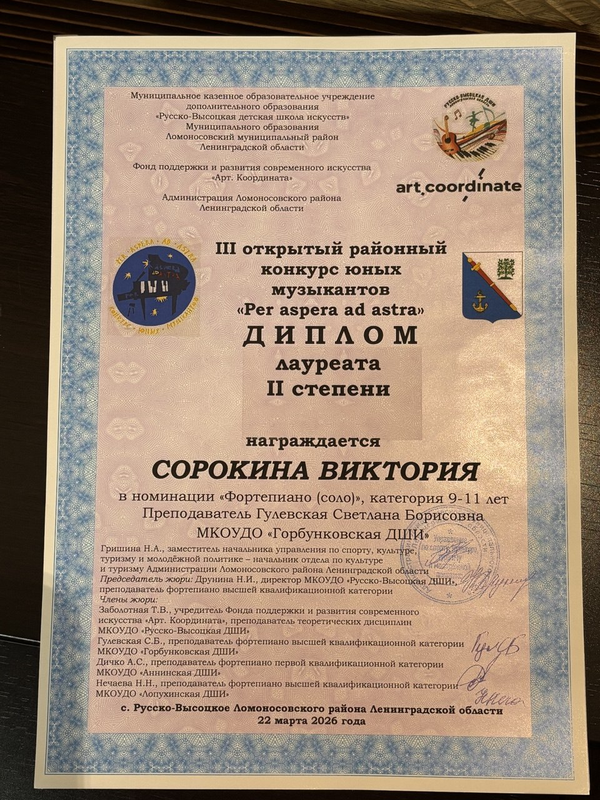 Муниципальное казенное образовательное учреждение
дополнительного образования
«Русско-Высоцкая детская школа искусств»
Муниципального образования
Ломоносовский муниципальный район
Ленинградской области
Фонд поддержки и развития современного искусства
«Арт. Координата»
Администрация Ломоносовского района
Ленинградской области
art.coordinate
III открытый районный
конкурс юных
музыкантов
«Per aspera ad astra»
ДИПЛОМ
лауреата
II степени
награждается
СОРОКИНА ВИКТОРИЯ
в номинации «Фортепиано (соло)», категория 9-11 лет
Преподаватель Гулевская Светлана Борисовна
МКОУДО «Горбунковская ДШИ»
Гришина Н.А., заместитель начальника управления по спорту, культуре,
туризму и молодёжной политике – начальник отдела по культуре
и туризму Администрации Ломоносовского района Ленинградской области
Председатель жюри: Друнина Н.И., директор МКОУДО «Русско-Высоцкая ДШИ»,
преподаватель фортепиано высшей квалификационной категории
Члены жюри:
Заболотная Т.В., учредитель Фонда поддержки и развития современного
искусства «Арт. Координата», преподаватель теоретических дисциплин
МКОУДО «Русско-Высоцкая ДШИ»
Гулевская С.Б., преподаватель фортепиано высшей квалификационной категории
МКОУДО «Горбунковская ДШИ»
Дичко А.С., преподаватель фортепиано первой квалификационной категории
МКОУДО «Аннинская ДШИ»
Нечаева Н.Н., преподаватель фортепиано высшей квалификационной категории
МКОУДО «Лопухинская ДШИ»
с. Русско-Высоцкое Ломоносовского района Ленинградской области
22 марта 2026 года